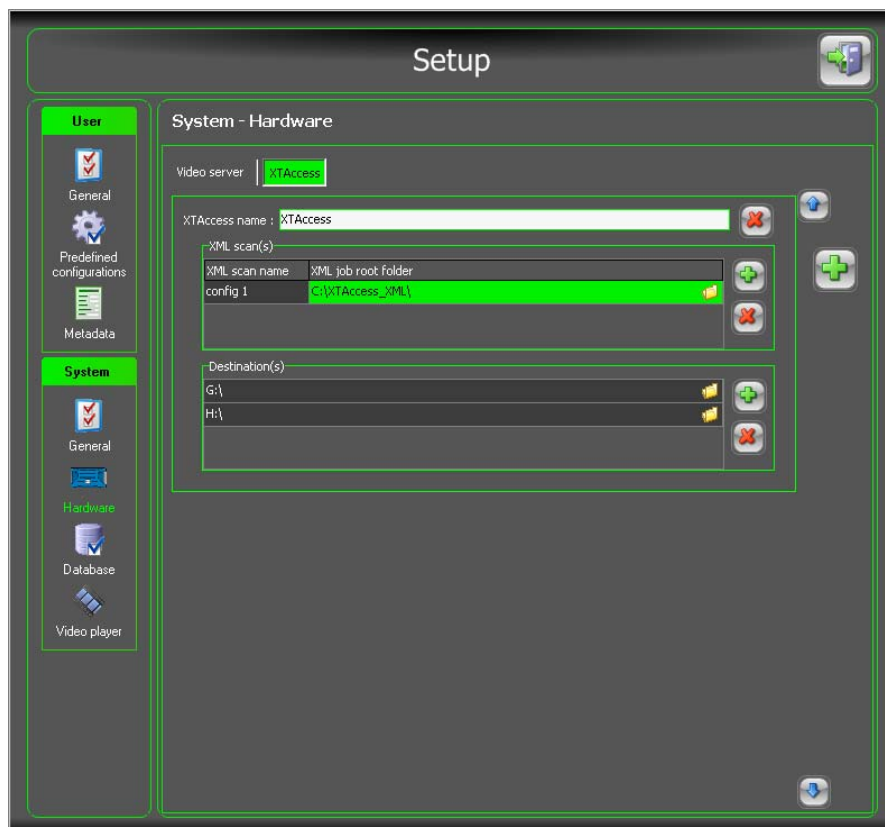 Setup
User
General
Predefined
configurations
Metadata
System
General
Hardware
Database
Video player
System - Hardware
Video server
XTAccess
XTAccess name : XTAccess
XML scan(s)
XML scan name XML job root folder
config 1 C:\XTAccess_XML\
Destination(s)
G:\
H:\